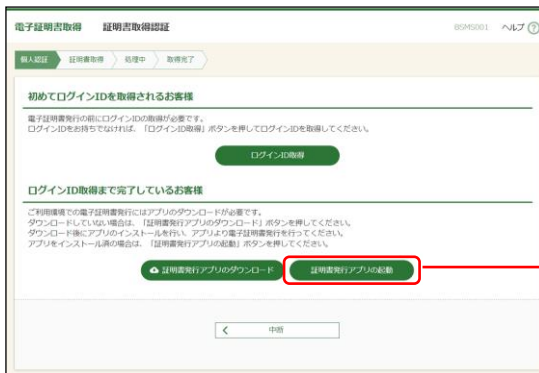 電子証明書取得　証明書取得認証
BSMS001 ヘルプ ?
個人認証 証明書取得 処理中 取得完了
初めてログインIDを取得されるお客様
電子証明書発行の前にログインIDの取得が必要です。
ログインIDをお持ちでなければ、「ログインID取得」ボタンを押してログインIDを取得してください。
ログインID取得
ログインID取得まで完了しているお客様
ご利用環境での電子証明書発行にはアプリのダウンロードが必要です。
ダウンロードしていない場合は、「証明書発行アプリのダウンロード」ボタンを押してください。
ダウンロード後にアプリのインストールを行い、アプリより電子証明書発行を行ってください。
アプリをインストール済の場合は、「証明書発行アプリの起動」ボタンを押してください。
証明書発行アプリのダウンロード 証明書発行アプリの起動
中断